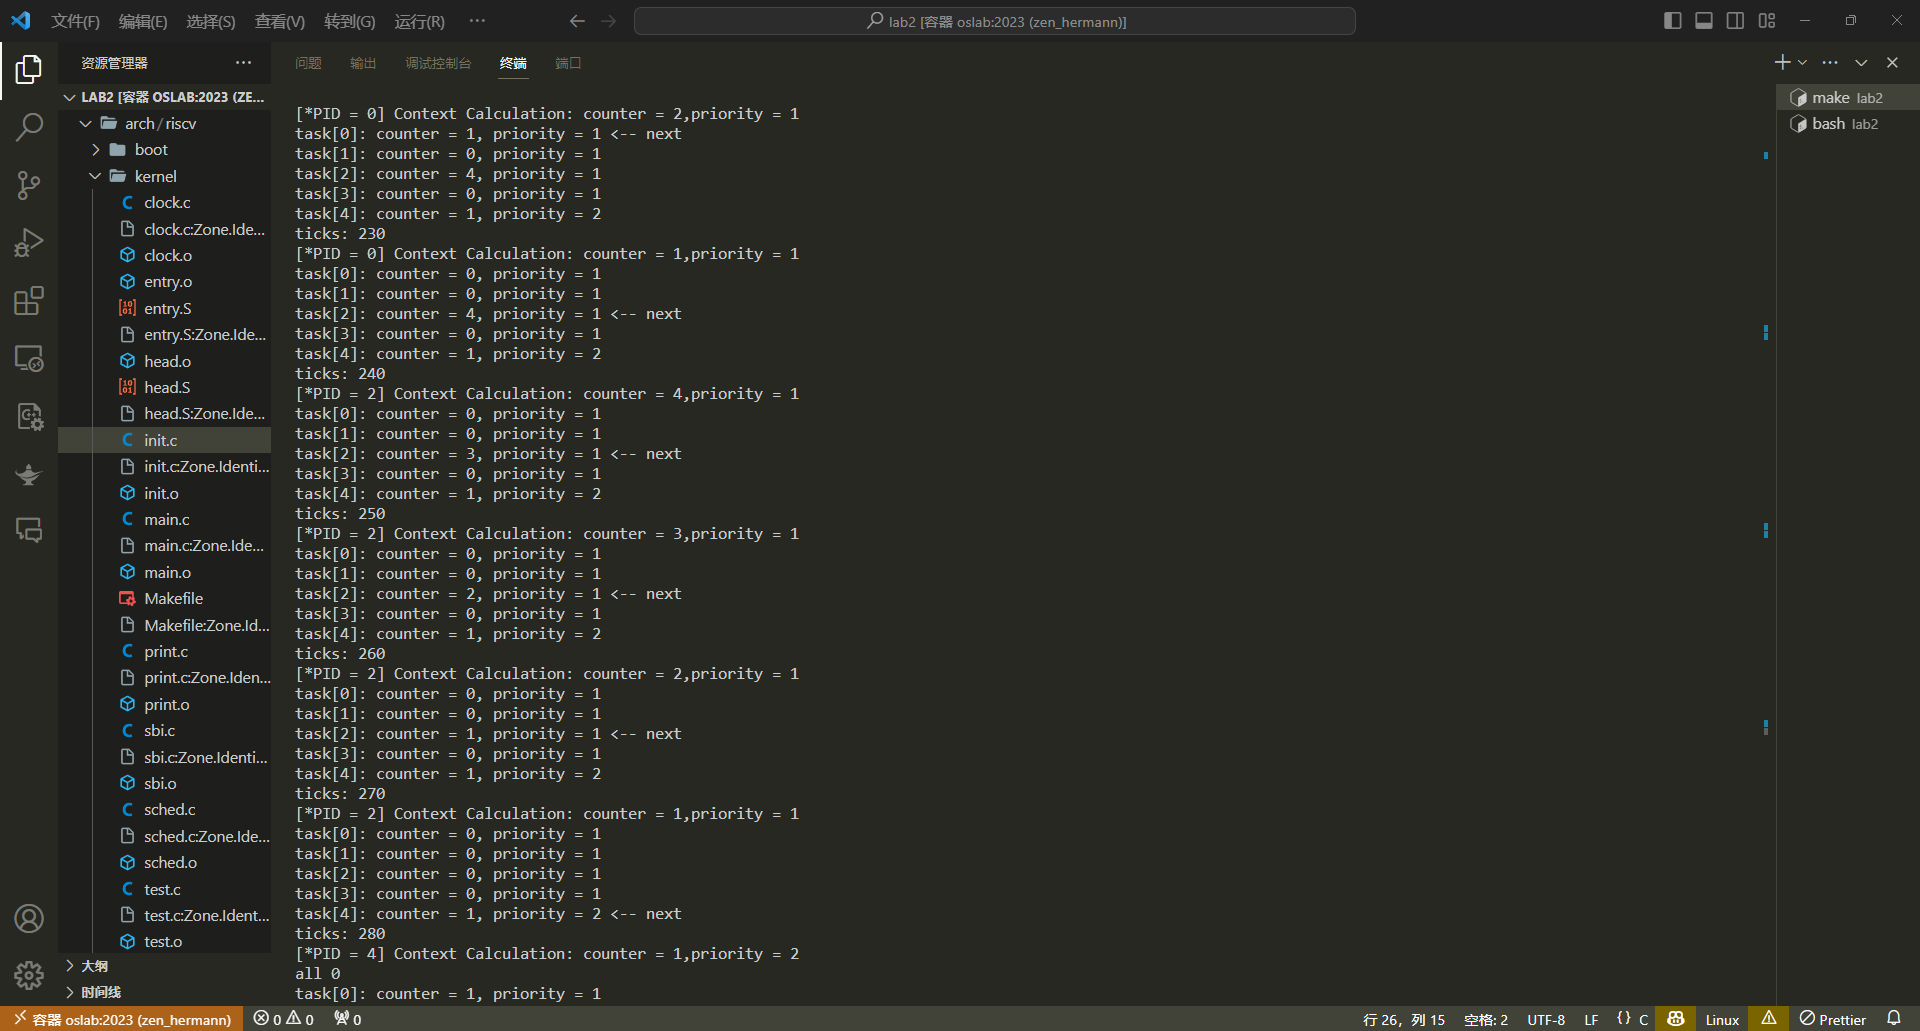 文件(F) 编辑(E) 选择(S) 查看(V) 转到(G) 运行(R) ··· lab2 [容器 oslab:2023 (zen_hermann)]
资源管理器
LAB2 [容器 OSLAB:2023 (ZE...
arch/riscv
boot
kernel
clock.c
clock.c:Zone.Ide...
clock.o
entry.o
entry.S
entry.S:Zone.Ide...
head.o
head.S
head.S:Zone.Ide...
init.c
init.c:Zone.Identi...
init.o
main.c
main.c:Zone.Ide...
main.o
Makefile
Makefile:Zone.Id...
print.c
print.c:Zone.Iden...
print.o
sbi.c
sbi.c:Zone.Identi...
sbi.o
sched.c
sched.c:Zone.Ide...
sched.o
test.c
test.c:Zone.Ident...
test.o
大纲
时间线
问题 输出 调试控制台 终端 端口
[*PID = 0] Context Calculation: counter = 2,priority = 1
task[0]: counter = 1, priority = 1 <-- next
task[1]: counter = 0, priority = 1
task[2]: counter = 4, priority = 1
task[3]: counter = 0, priority = 1
task[4]: counter = 1, priority = 2
ticks: 230
[*PID = 0] Context Calculation: counter = 1,priority = 1
task[0]: counter = 0, priority = 1
task[1]: counter = 0, priority = 1
task[2]: counter = 4, priority = 1 <-- next
task[3]: counter = 0, priority = 1
task[4]: counter = 1, priority = 2
ticks: 240
[*PID = 2] Context Calculation: counter = 4,priority = 1
task[0]: counter = 0, priority = 1
task[1]: counter = 0, priority = 1
task[2]: counter = 3, priority = 1 <-- next
task[3]: counter = 0, priority = 1
task[4]: counter = 1, priority = 2
ticks: 250
[*PID = 2] Context Calculation: counter = 3,priority = 1
task[0]: counter = 0, priority = 1
task[1]: counter = 0, priority = 1
task[2]: counter = 2, priority = 1 <-- next
task[3]: counter = 0, priority = 1
task[4]: counter = 1, priority = 2
ticks: 260
[*PID = 2] Context Calculation: counter = 2,priority = 1
task[0]: counter = 0, priority = 1
task[1]: counter = 0, priority = 1
task[2]: counter = 1, priority = 1 <-- next
task[3]: counter = 0, priority = 1
task[4]: counter = 1, priority = 2
ticks: 270
[*PID = 2] Context Calculation: counter = 1,priority = 1
task[0]: counter = 0, priority = 1
task[1]: counter = 0, priority = 1
task[2]: counter = 0, priority = 1
task[3]: counter = 0, priority = 1
task[4]: counter = 1, priority = 2 <-- next
ticks: 280
[*PID = 4] Context Calculation: counter = 1,priority = 2
all 0
task[0]: counter = 1, priority = 1
make lab2
bash lab2
容器 oslab:2023 (zen_hermann) 0 0 0 行 26，列 15 空格: 2 UTF-8 LF {} C Linux Prettier